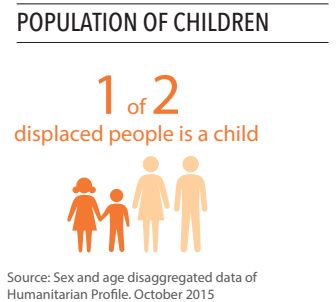 POPULATION OF CHILDREN
1 of 2
displaced people is a child
Source: Sex and age disaggregated data of
Humanitarian Profile, October 2015